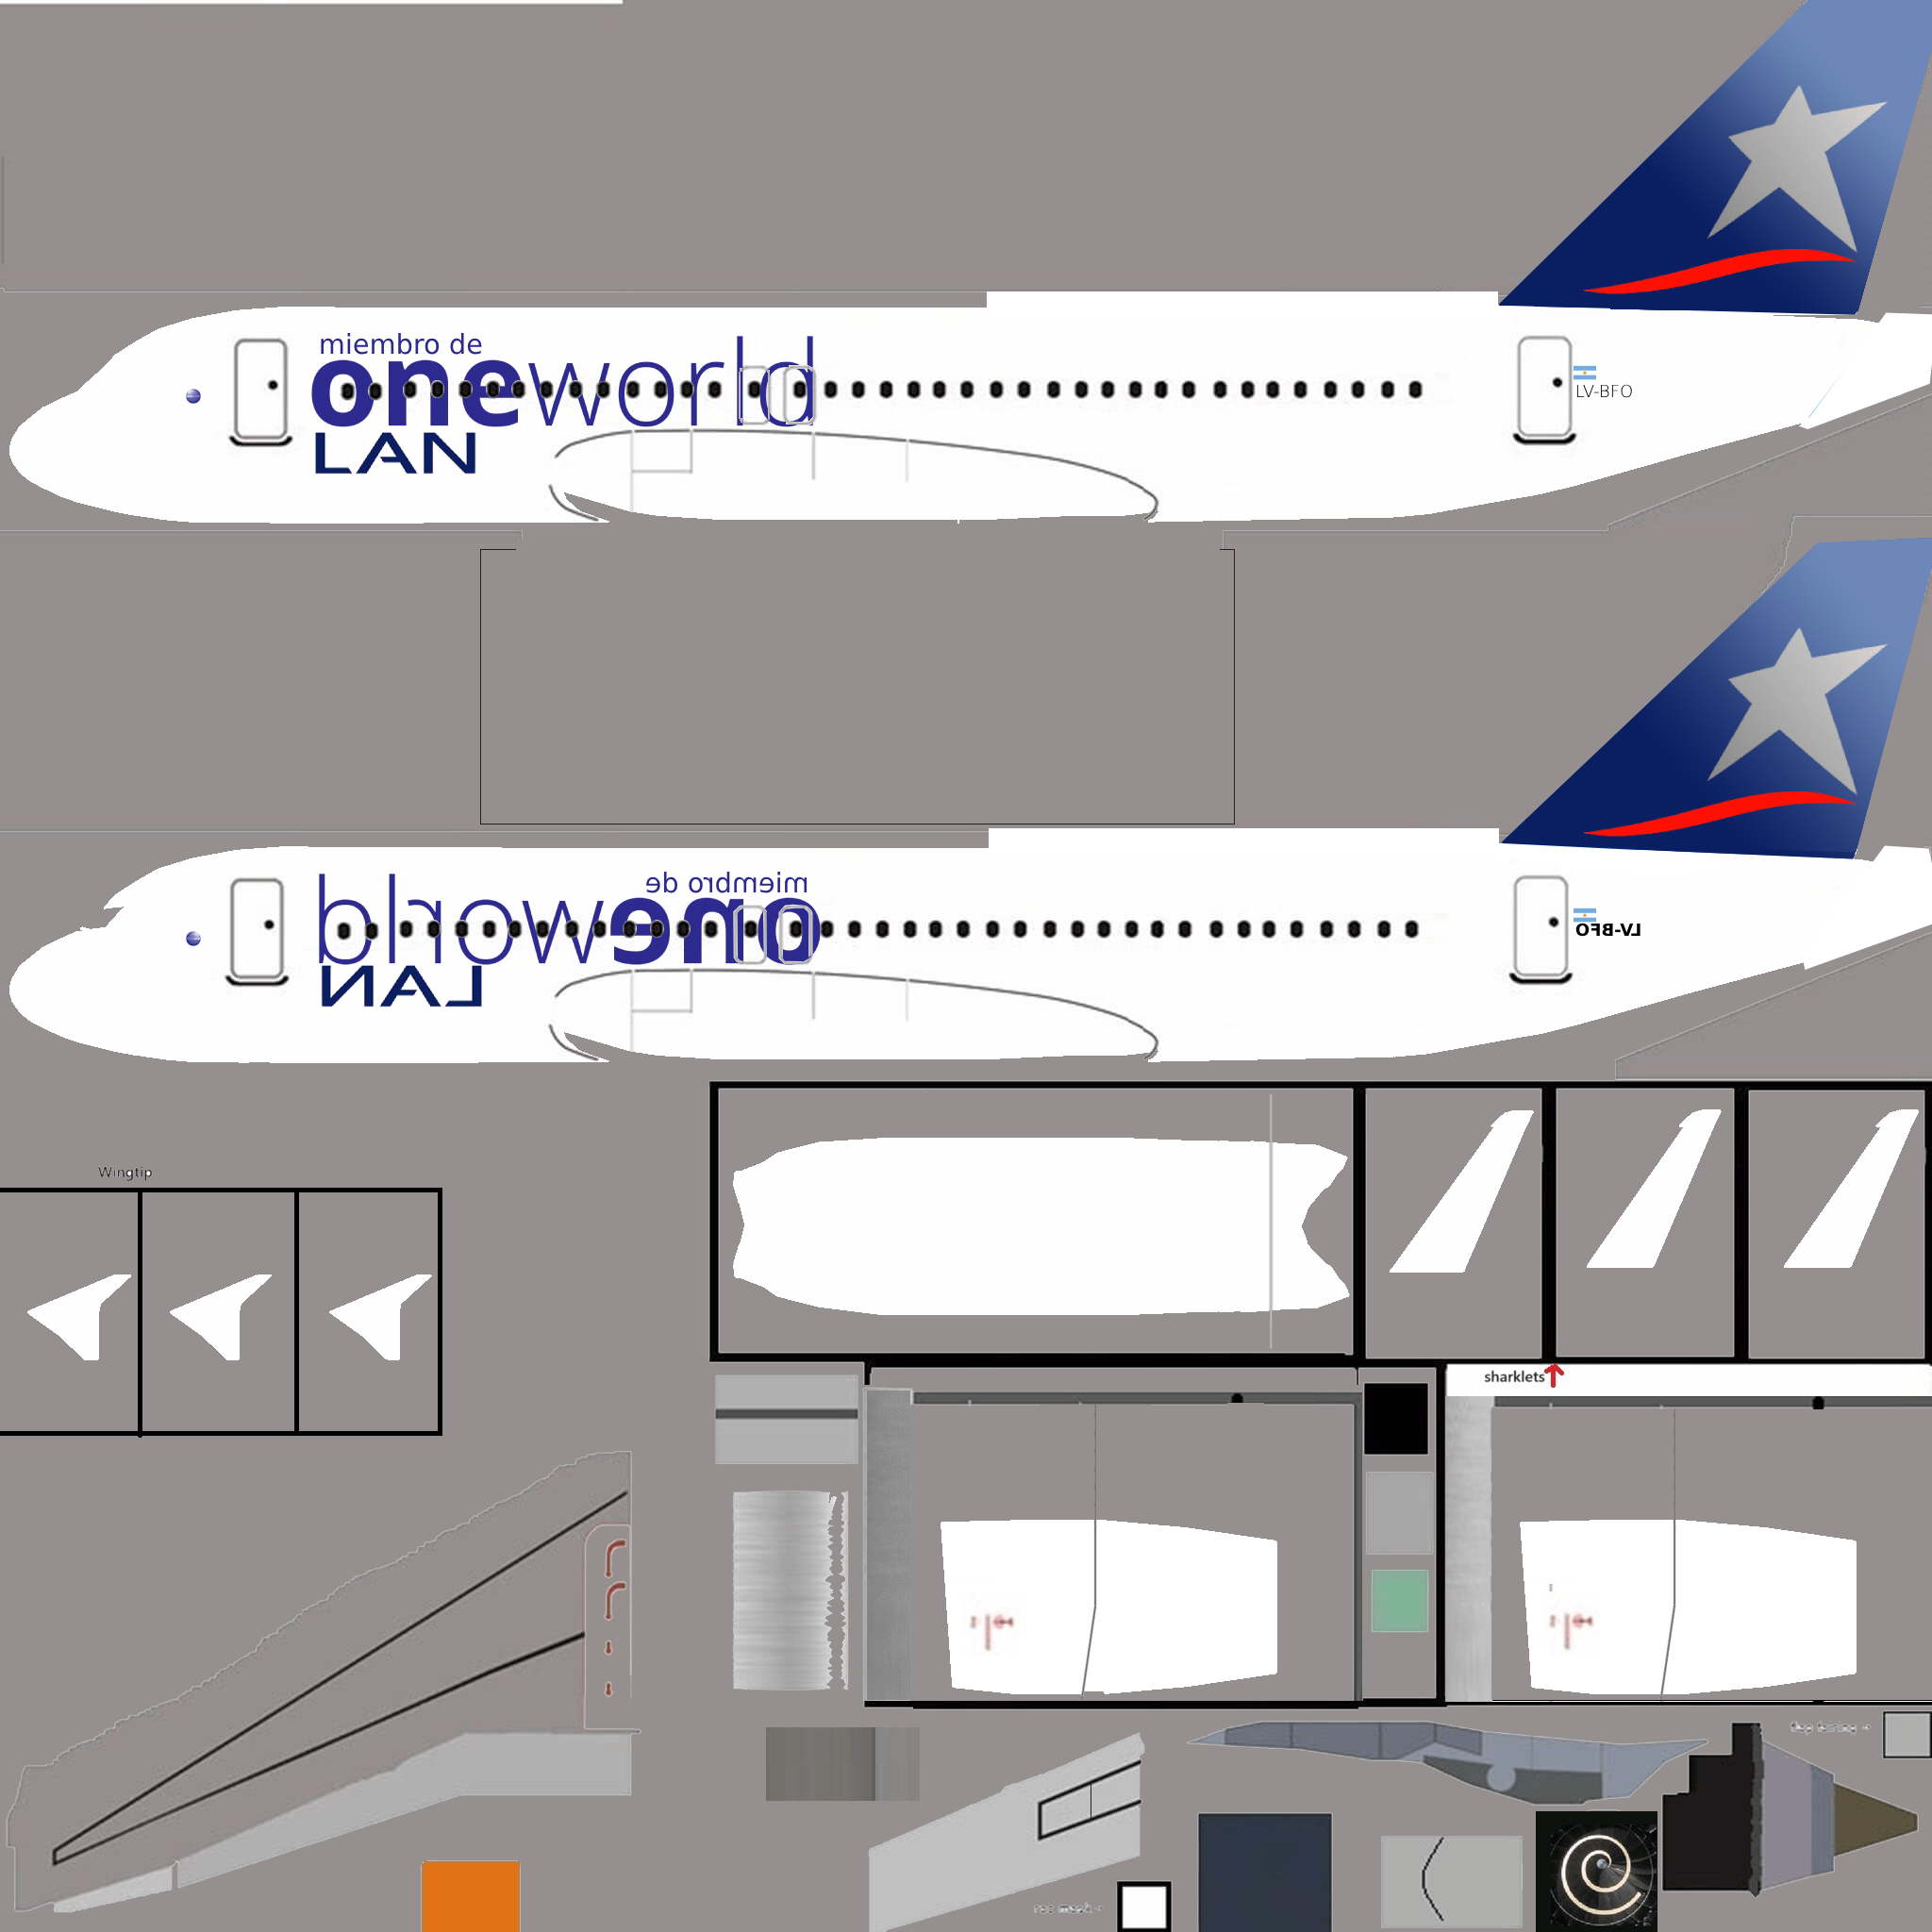 miembro de
oneworld
LAN
LV-BFO
miembro de
oneworld
LAN
LV-BFO
Wingtip
sharklets